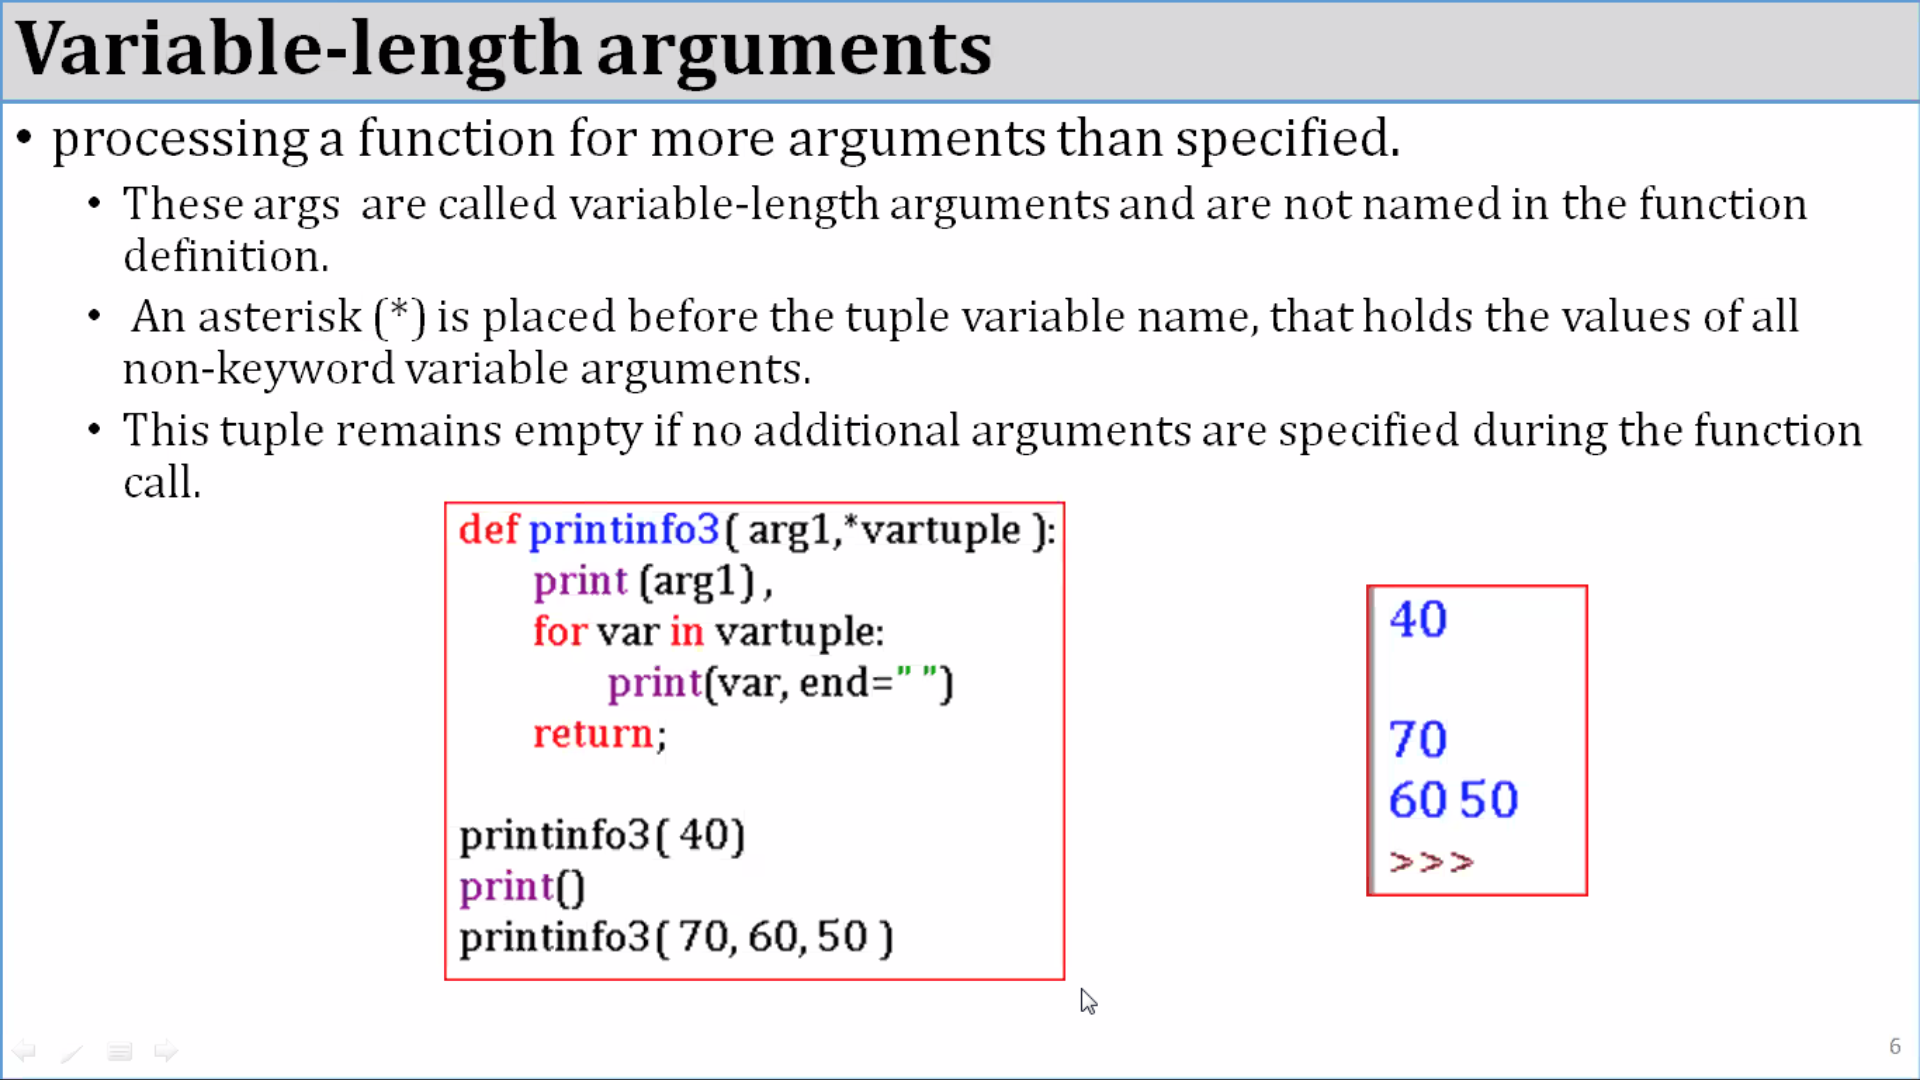 Variable-length arguments
• processing a function for more arguments than specified.
• These args are called variable-length arguments and are not named in the function
definition.
• An asterisk (*) is placed before the tuple variable name, that holds the values of all
non-keyword variable arguments.
• This tuple remains empty if no additional arguments are specified during the function
call.
def printinfo3( arg1,*vartuple ):
print (arg1) ,
for var in vartuple:
print(var, end=" ")
return;
printinfo3( 40)
print()
printinfo3( 70, 60, 50 )
40
70
60 50
>>>
6